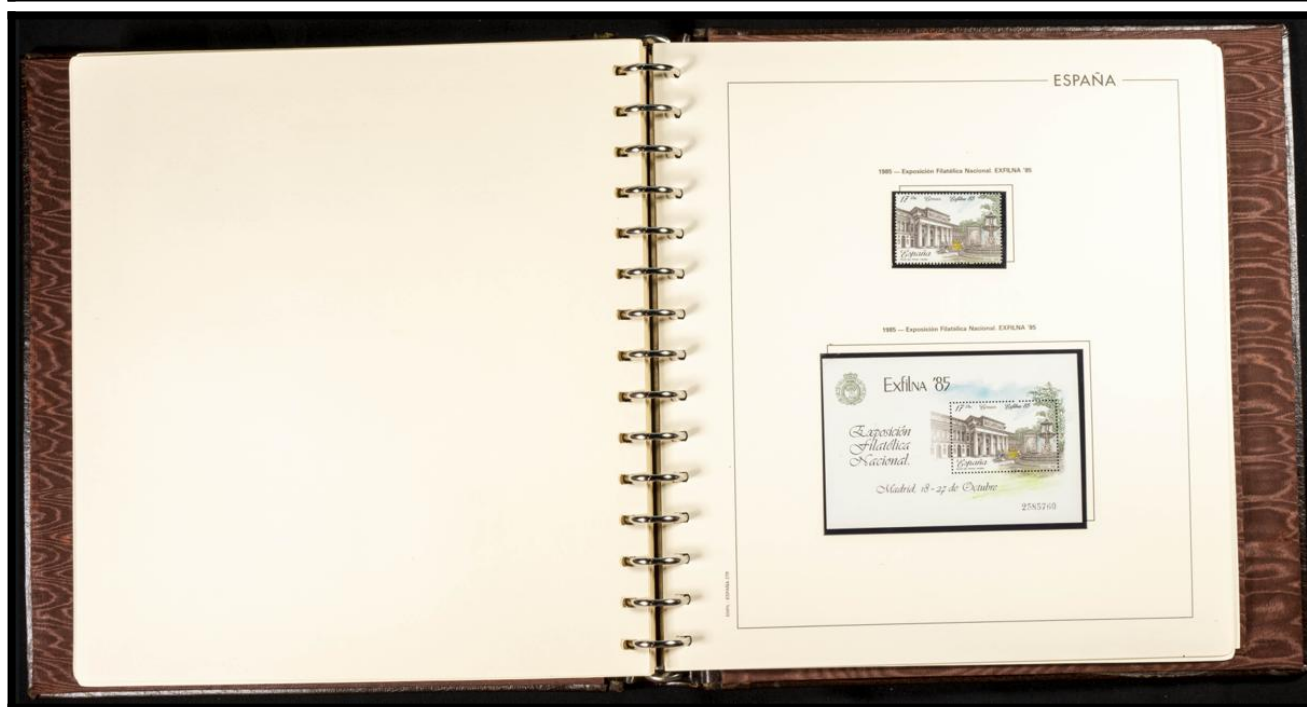 ESPAÑA
1985 — Exposición Filatélica Nacional. EXFILNA '85
17 Pta Correos Exfilna 85
España
1985 — Exposición Filatélica Nacional. EXFILNA '85
Exfilna '85
17 Pta Correos Exfilna 85
Exposición
Filatélica
Nacional.
España
Madrid, 18-27 de Octubre
2585760